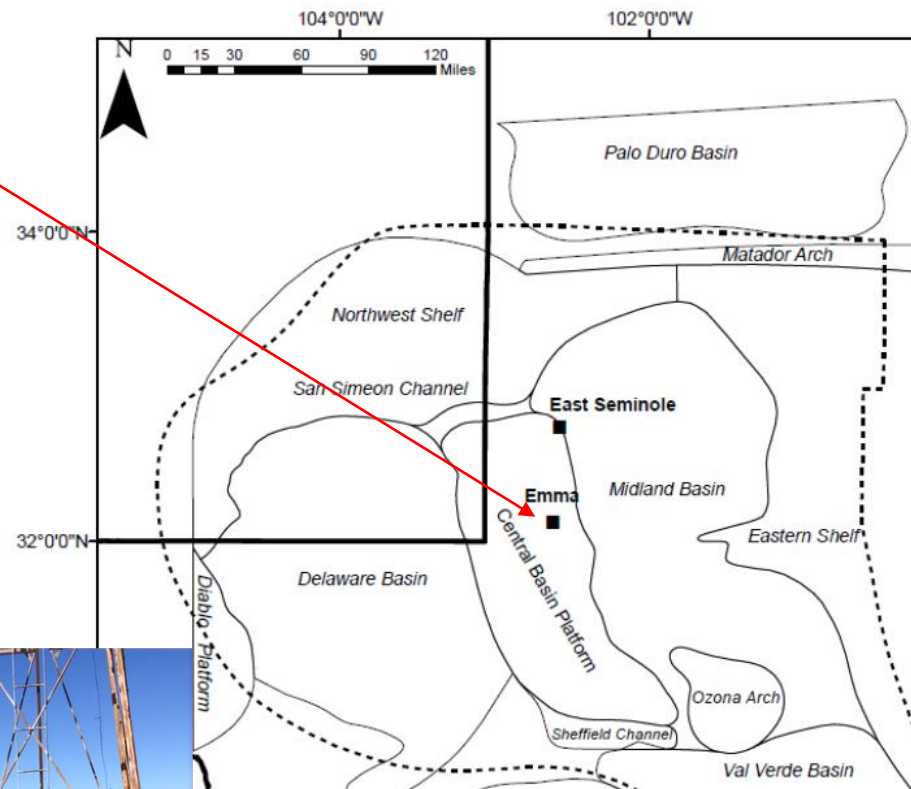 104°0'0"W
102°0'0"W
N
0 15 30 60 90 120
Miles
Palo Duro Basin
34°0'0"N
Matador Arch
Northwest Shelf
San Simeon Channel
East Seminole
Emma
Midland Basin
Central Basin Platform
32°0'0"N
Eastern Shelf
Delaware Basin
Diablo Platform
Ozona Arch
Sheffield Channel
Val Verde Basin